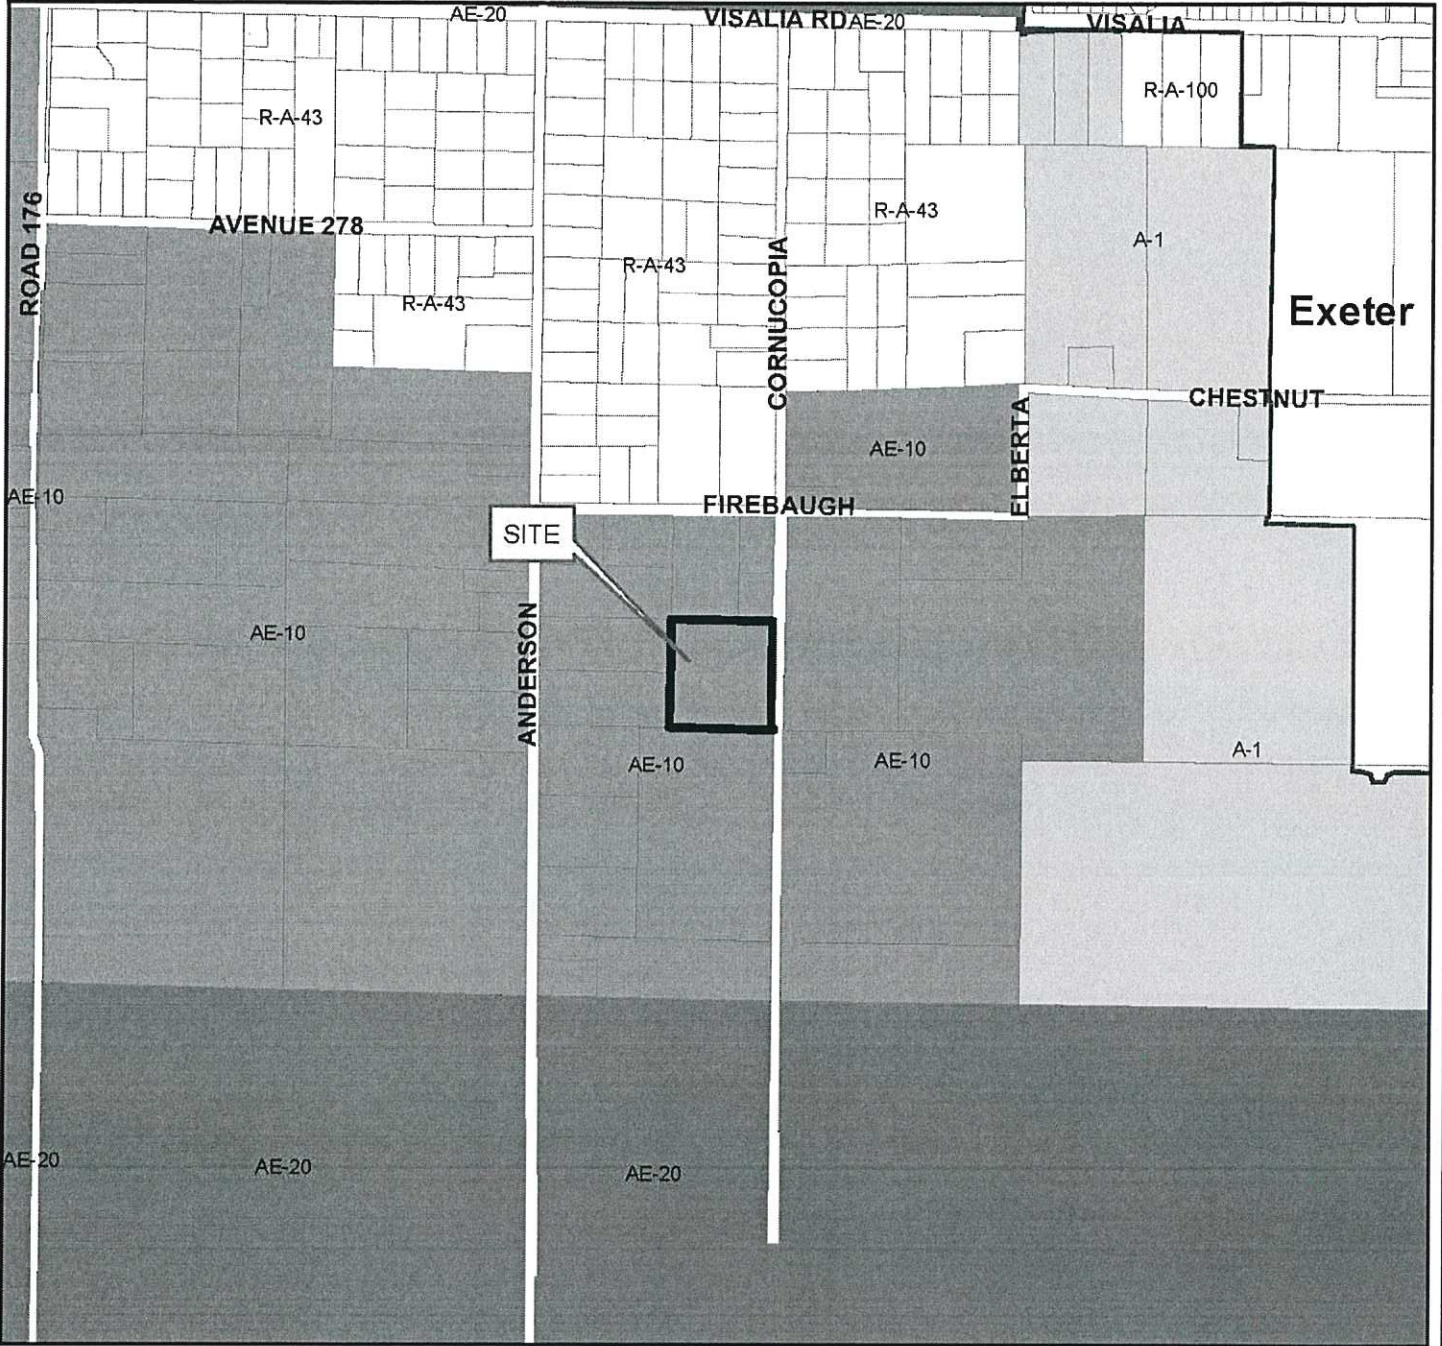 AE-20
VISALIA RD AE-20
VISALIA
R-A-100
R-A-43
ROAD 176
AVENUE 278
R-A-43
R-A-43
R-A-43
CORNUCOPIA
A-1
Exeter
CHESTNUT
ELBERTA
AE-10
AE-10
FIREBAUGH
SITE
ANDERSON
AE-10
AE-10
AE-10
A-1
AE-20
AE-20
AE-20